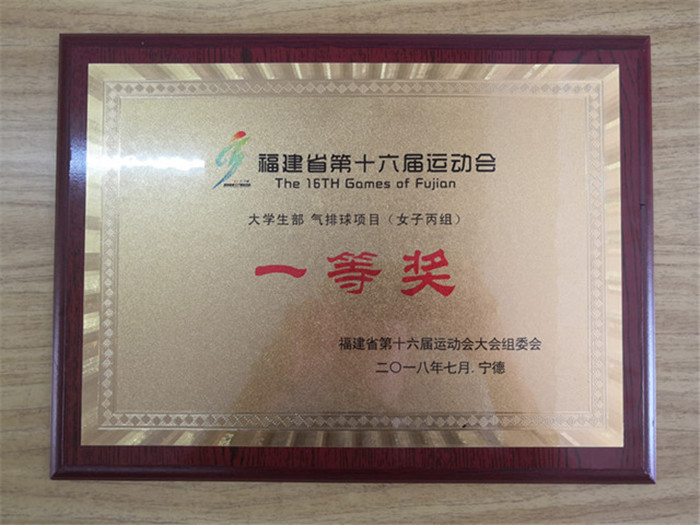 福建省第十六届运动会
The 16TH Games of Fujian
大学生部 气排球项目（女子丙组）
一等奖
福建省第十六届运动会大会组委会
二〇一八年七月.宁德